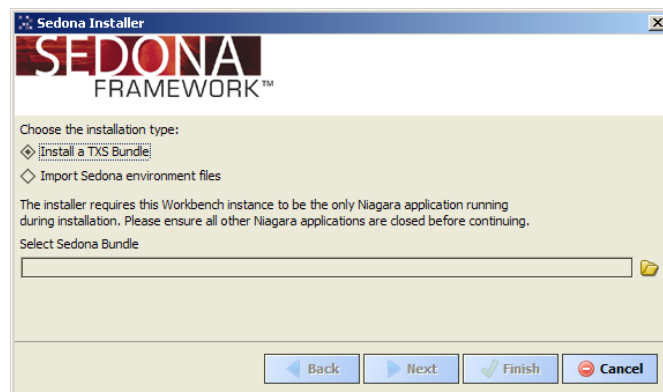 Sedona Installer
SEDONA
FRAMEWORK™
Choose the installation type:
Install a TXS Bundle
Import Sedona environment files
The installer requires this Workbench instance to be the only Niagara application running
during installation. Please ensure all other Niagara applications are closed before continuing.
Select Sedona Bundle
Back Next Finish Cancel